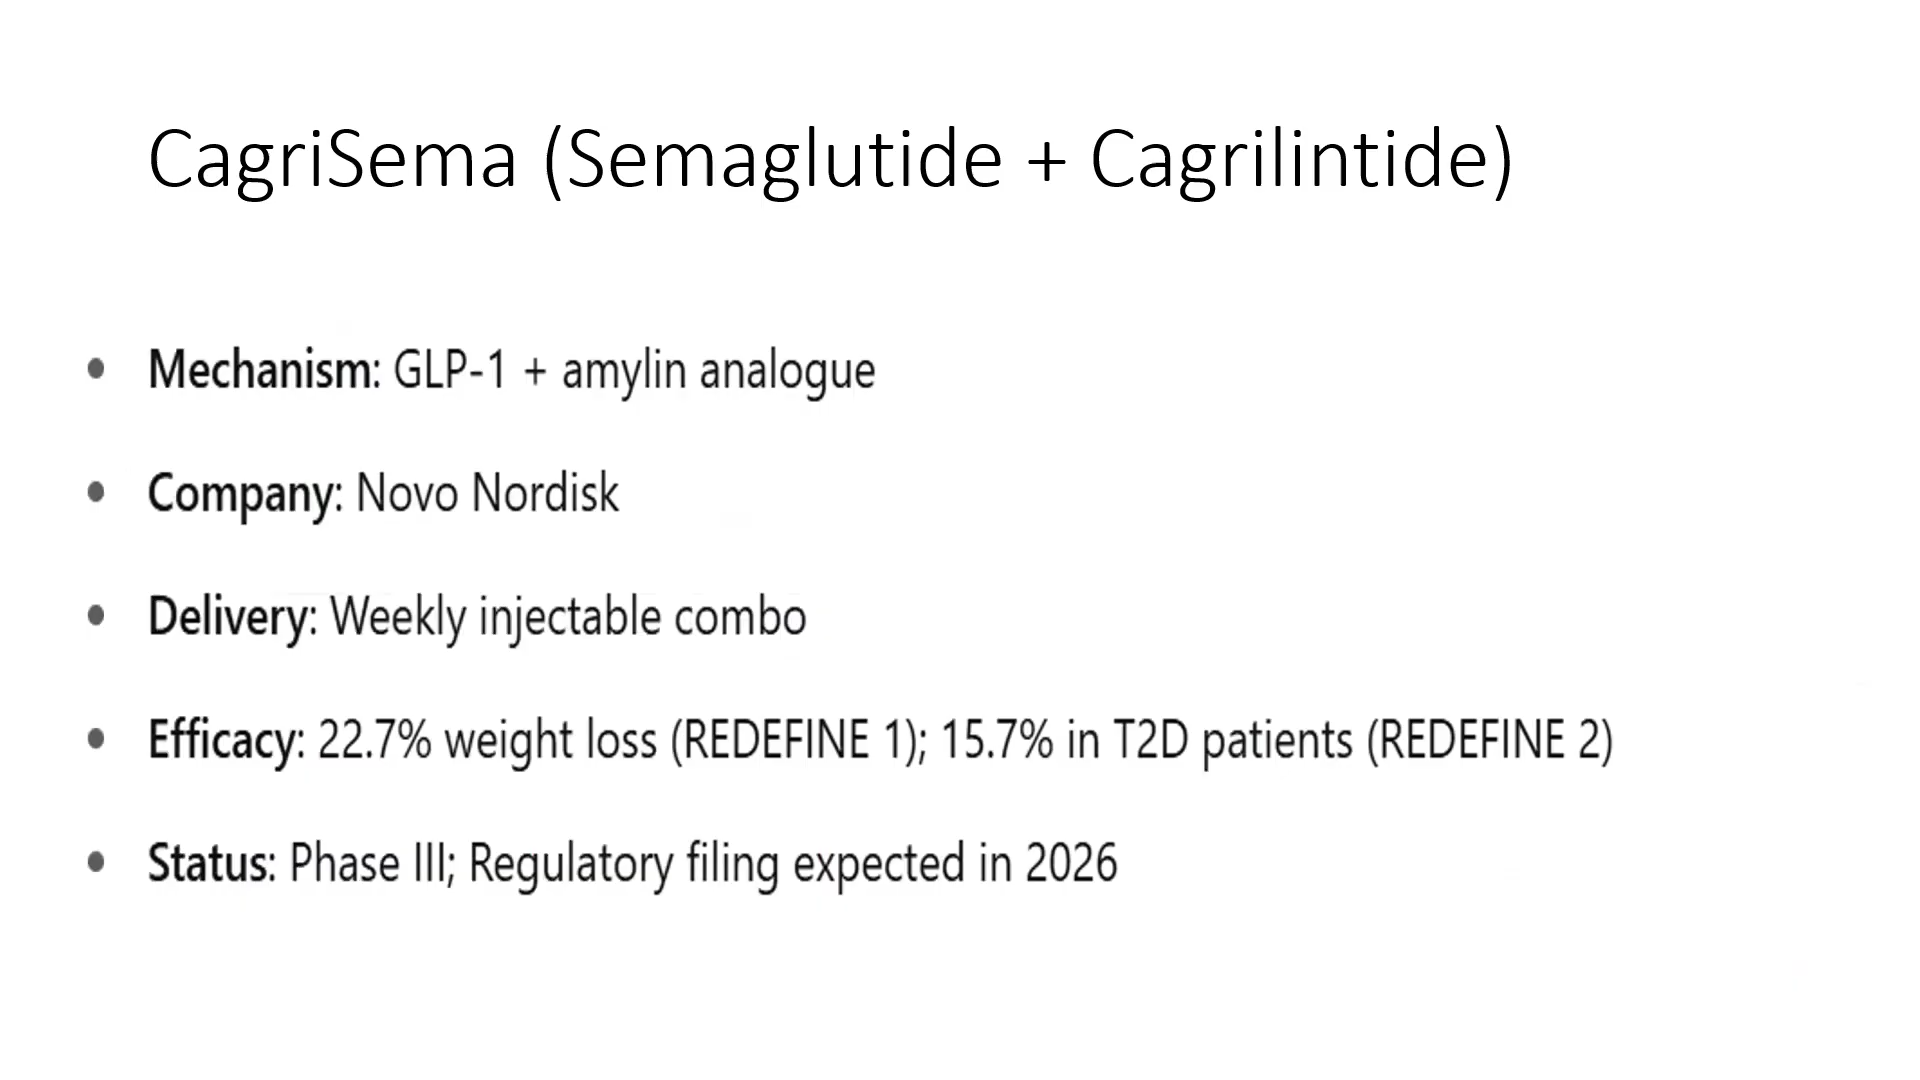 CagriSema (Semaglutide + Cagrilintide)
• Mechanism: GLP-1 + amylin analogue
• Company: Novo Nordisk
• Delivery: Weekly injectable combo
• Efficacy: 22.7% weight loss (REDEFINE 1); 15.7% in T2D patients (REDEFINE 2)
• Status: Phase III; Regulatory filing expected in 2026